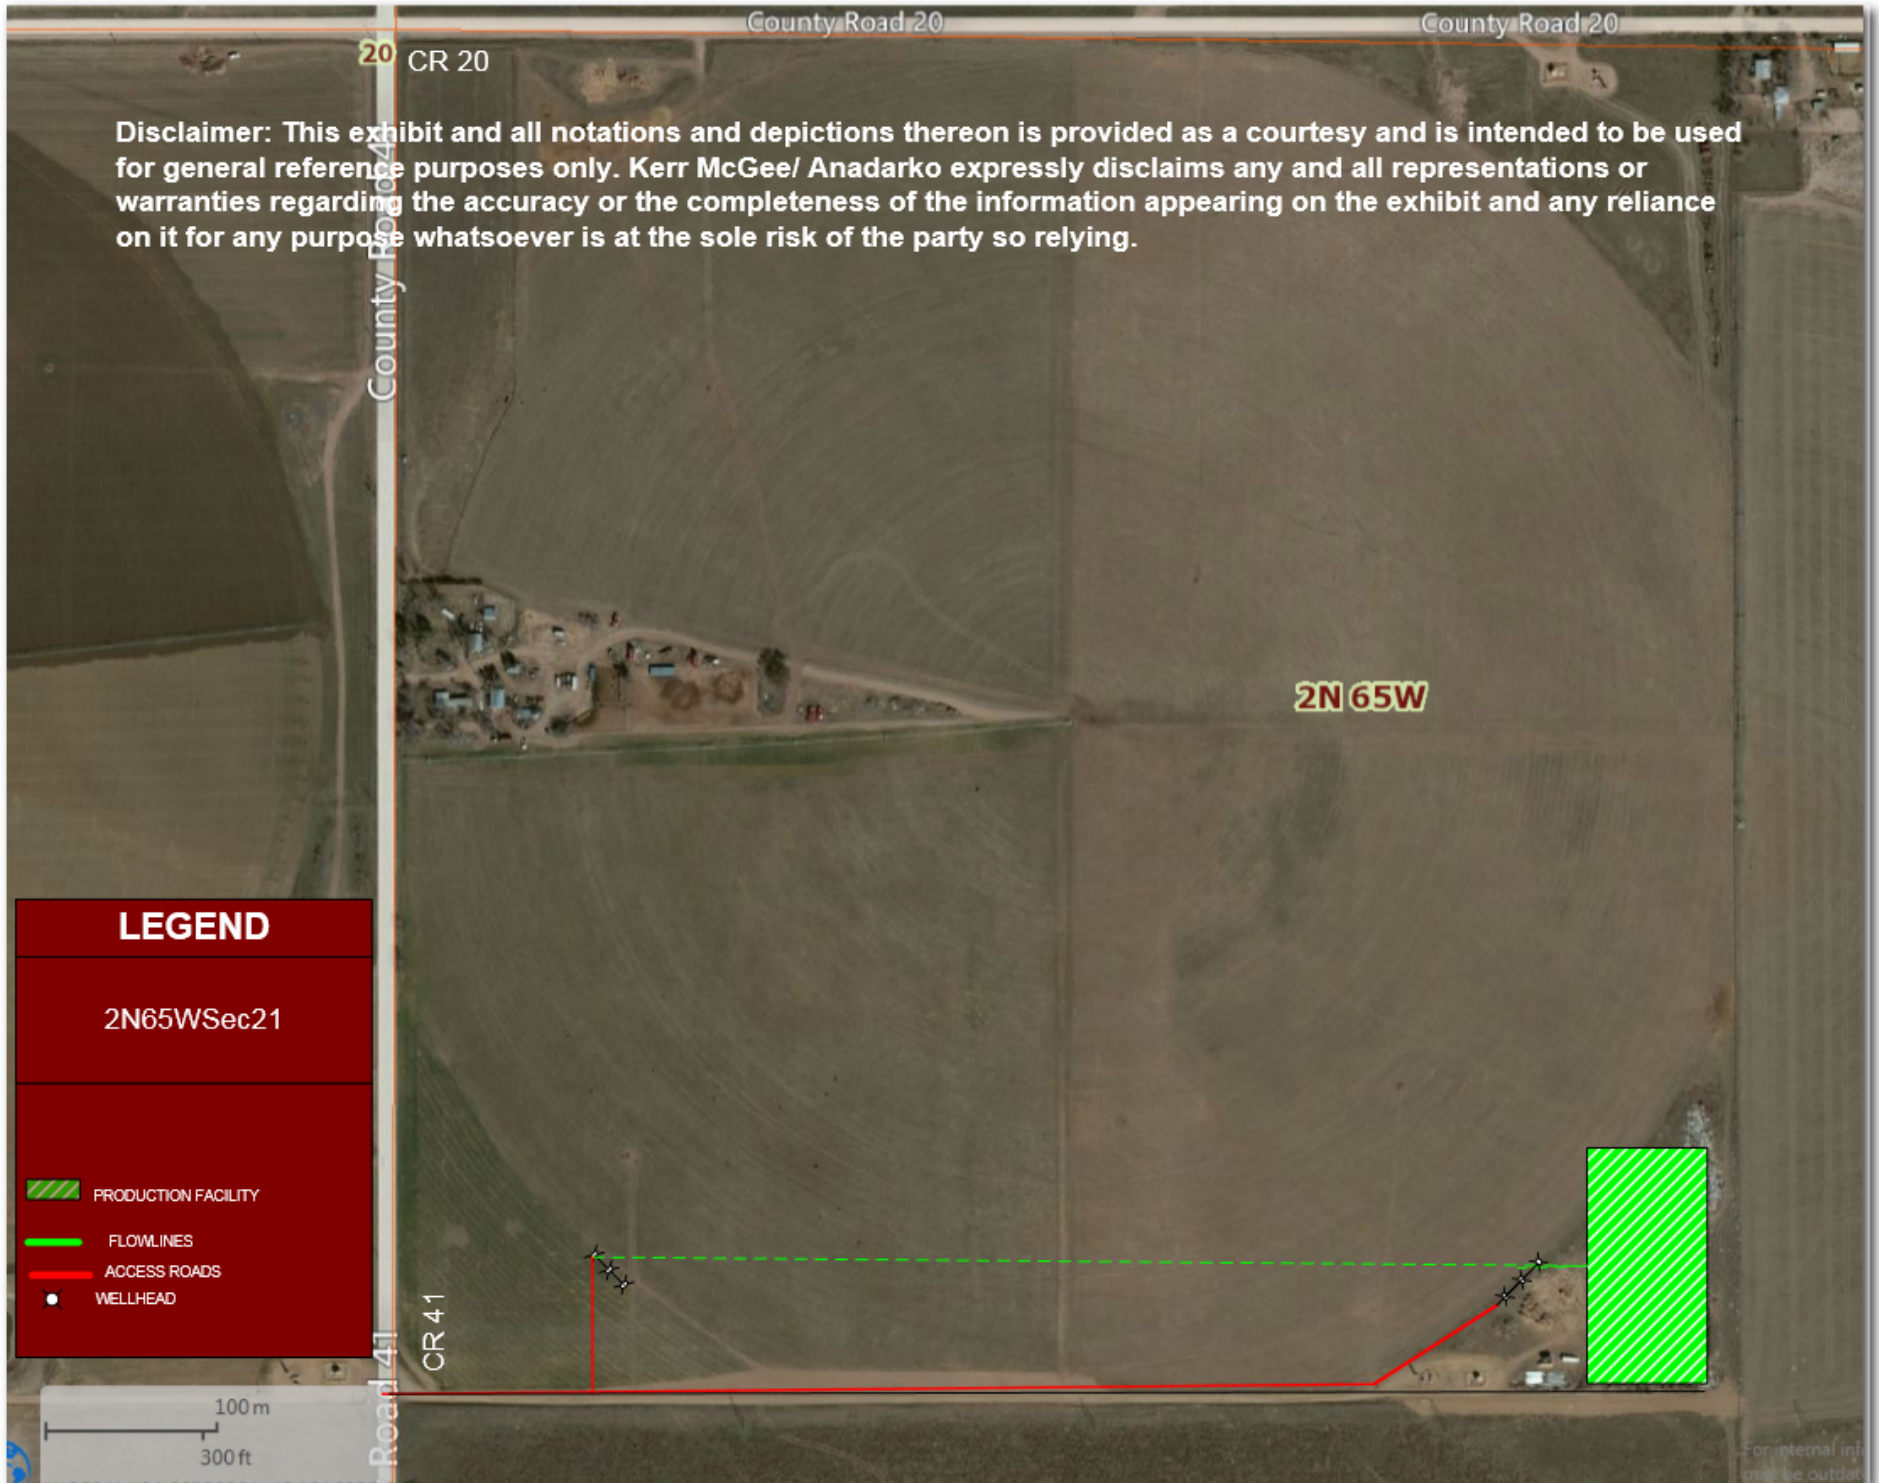 County Road 20
County Road 20
20
CR 20
Disclaimer: This exhibit and all notations and depictions thereon is provided as a courtesy and is intended to be used
for general reference purposes only. Kerr McGee/ Anadarko expressly disclaims any and all representations or
warranties regarding the accuracy or the completeness of the information appearing on the exhibit and any reliance
on it for any purpose whatsoever is at the sole risk of the party so relying.
County Road 4
2N 65W
LEGEND
2N65WSec21
PRODUCTION FACILITY
FLOWLINES
ACCESS ROADS
WELLHEAD
CR 41
Road 41
100 m
300 ft
For internal
may be